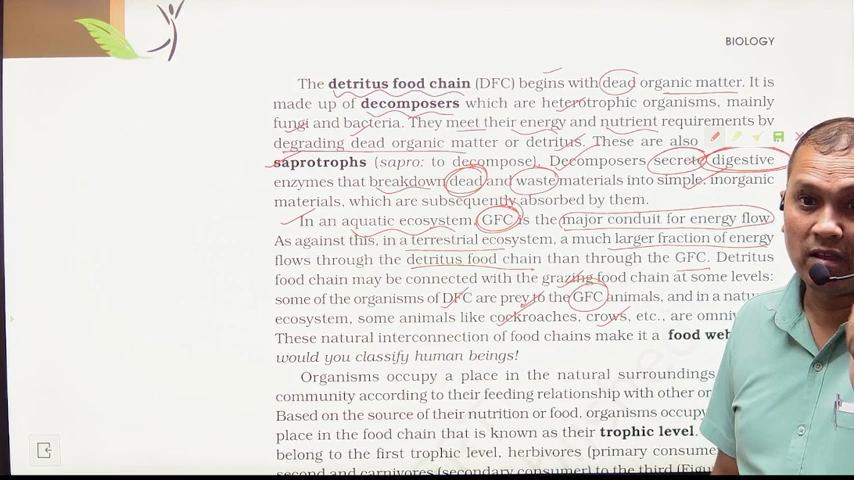 BIOLOGY
The detritus food chain (DFC) begins with dead organic matter. It is
made up of decomposers which are heterotrophic organisms, mainly
fungi and bacteria. They meet their energy and nutrient requirements by
degrading dead organic matter or detritus. These are also
saprotrophs (sapro: to decompose). Decomposers secrete digestive
enzymes that breakdown dead and waste materials into simple, inorganic
materials, which are subsequently absorbed by them.
In an aquatic ecosystem, GFC is the major conduit for energy flow.
As against this, in a terrestrial ecosystem, a much larger fraction of energy
flows through the detritus food chain than through the GFC. Detritus
food chain may be connected with the grazing food chain at some levels:
some of the organisms of DFC are prey to the GFC animals, and in a
ecosystem, some animals like cockroaches, crows, etc., are
These natural interconnection of food chains make it a food
would you classify human beings!
Organisms occupy a place in the natural surroundings
community according to their feeding relationship with other
Based on the source of their nutrition or food, organisms occupy
place in the food chain that is known as their trophic level.
belong to the first trophic level, herbivores (primary
second and carnivores (secondary consumer) to the third